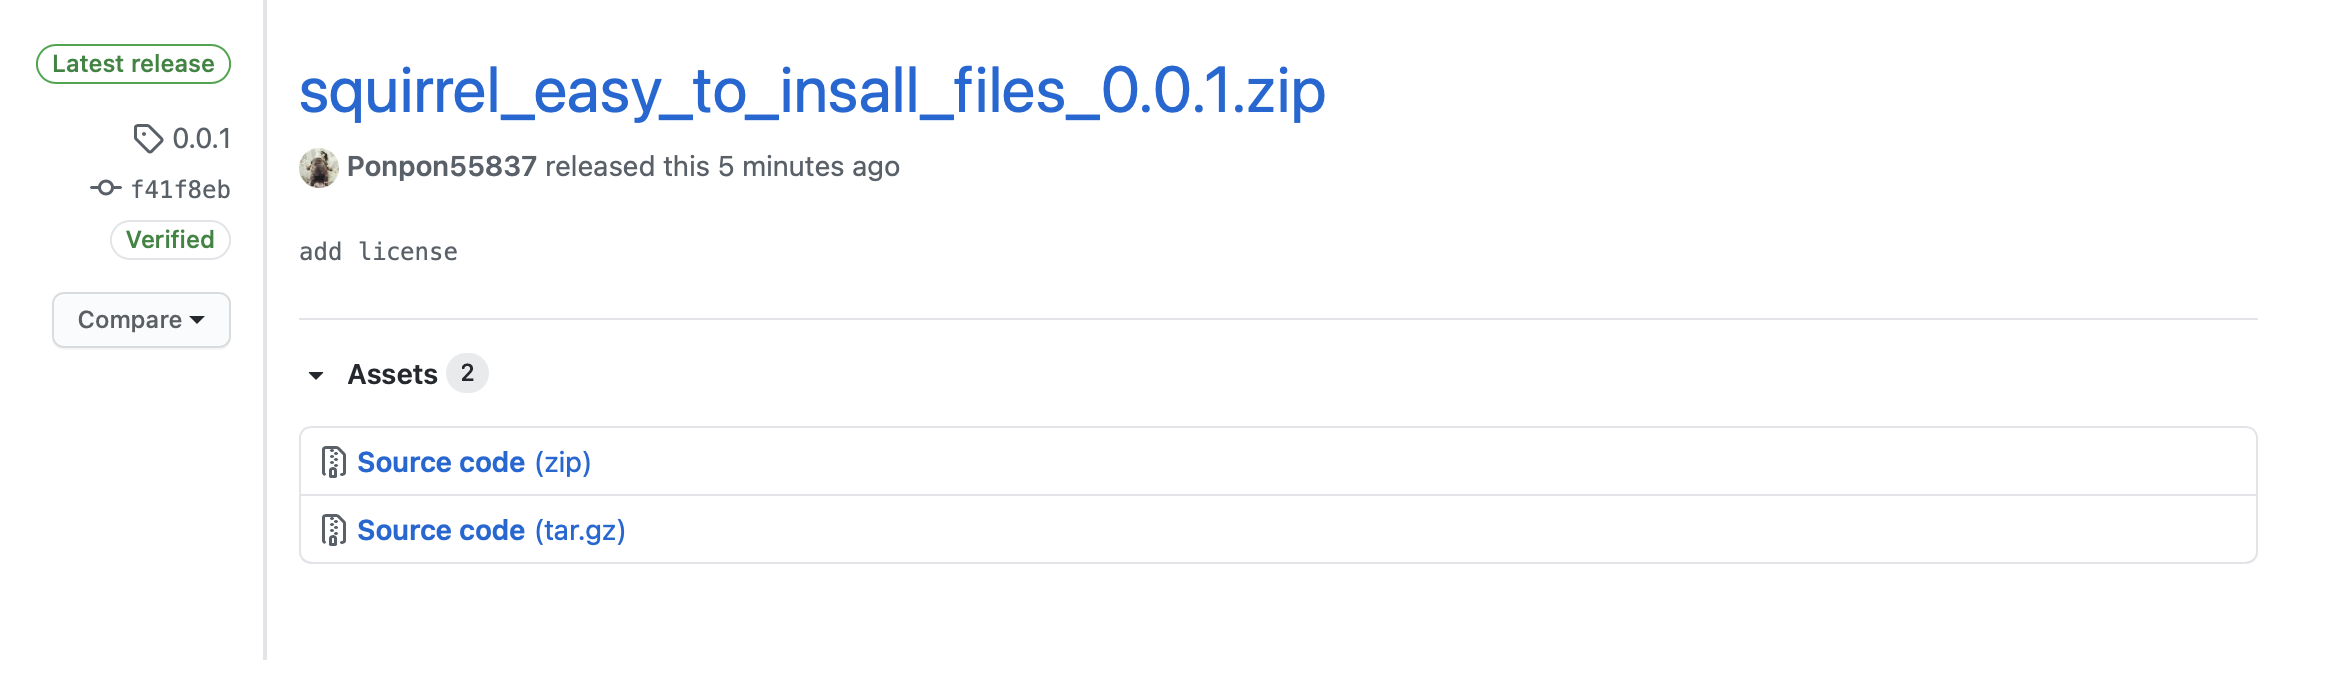 Latest release
0.0.1
f41f8eb
Verified
Compare
squirrel_easy_to_insall_files_0.0.1.zip
Ponpon55837 released this 5 minutes ago
add license
Assets 2
Source code (zip)
Source code (tar.gz)